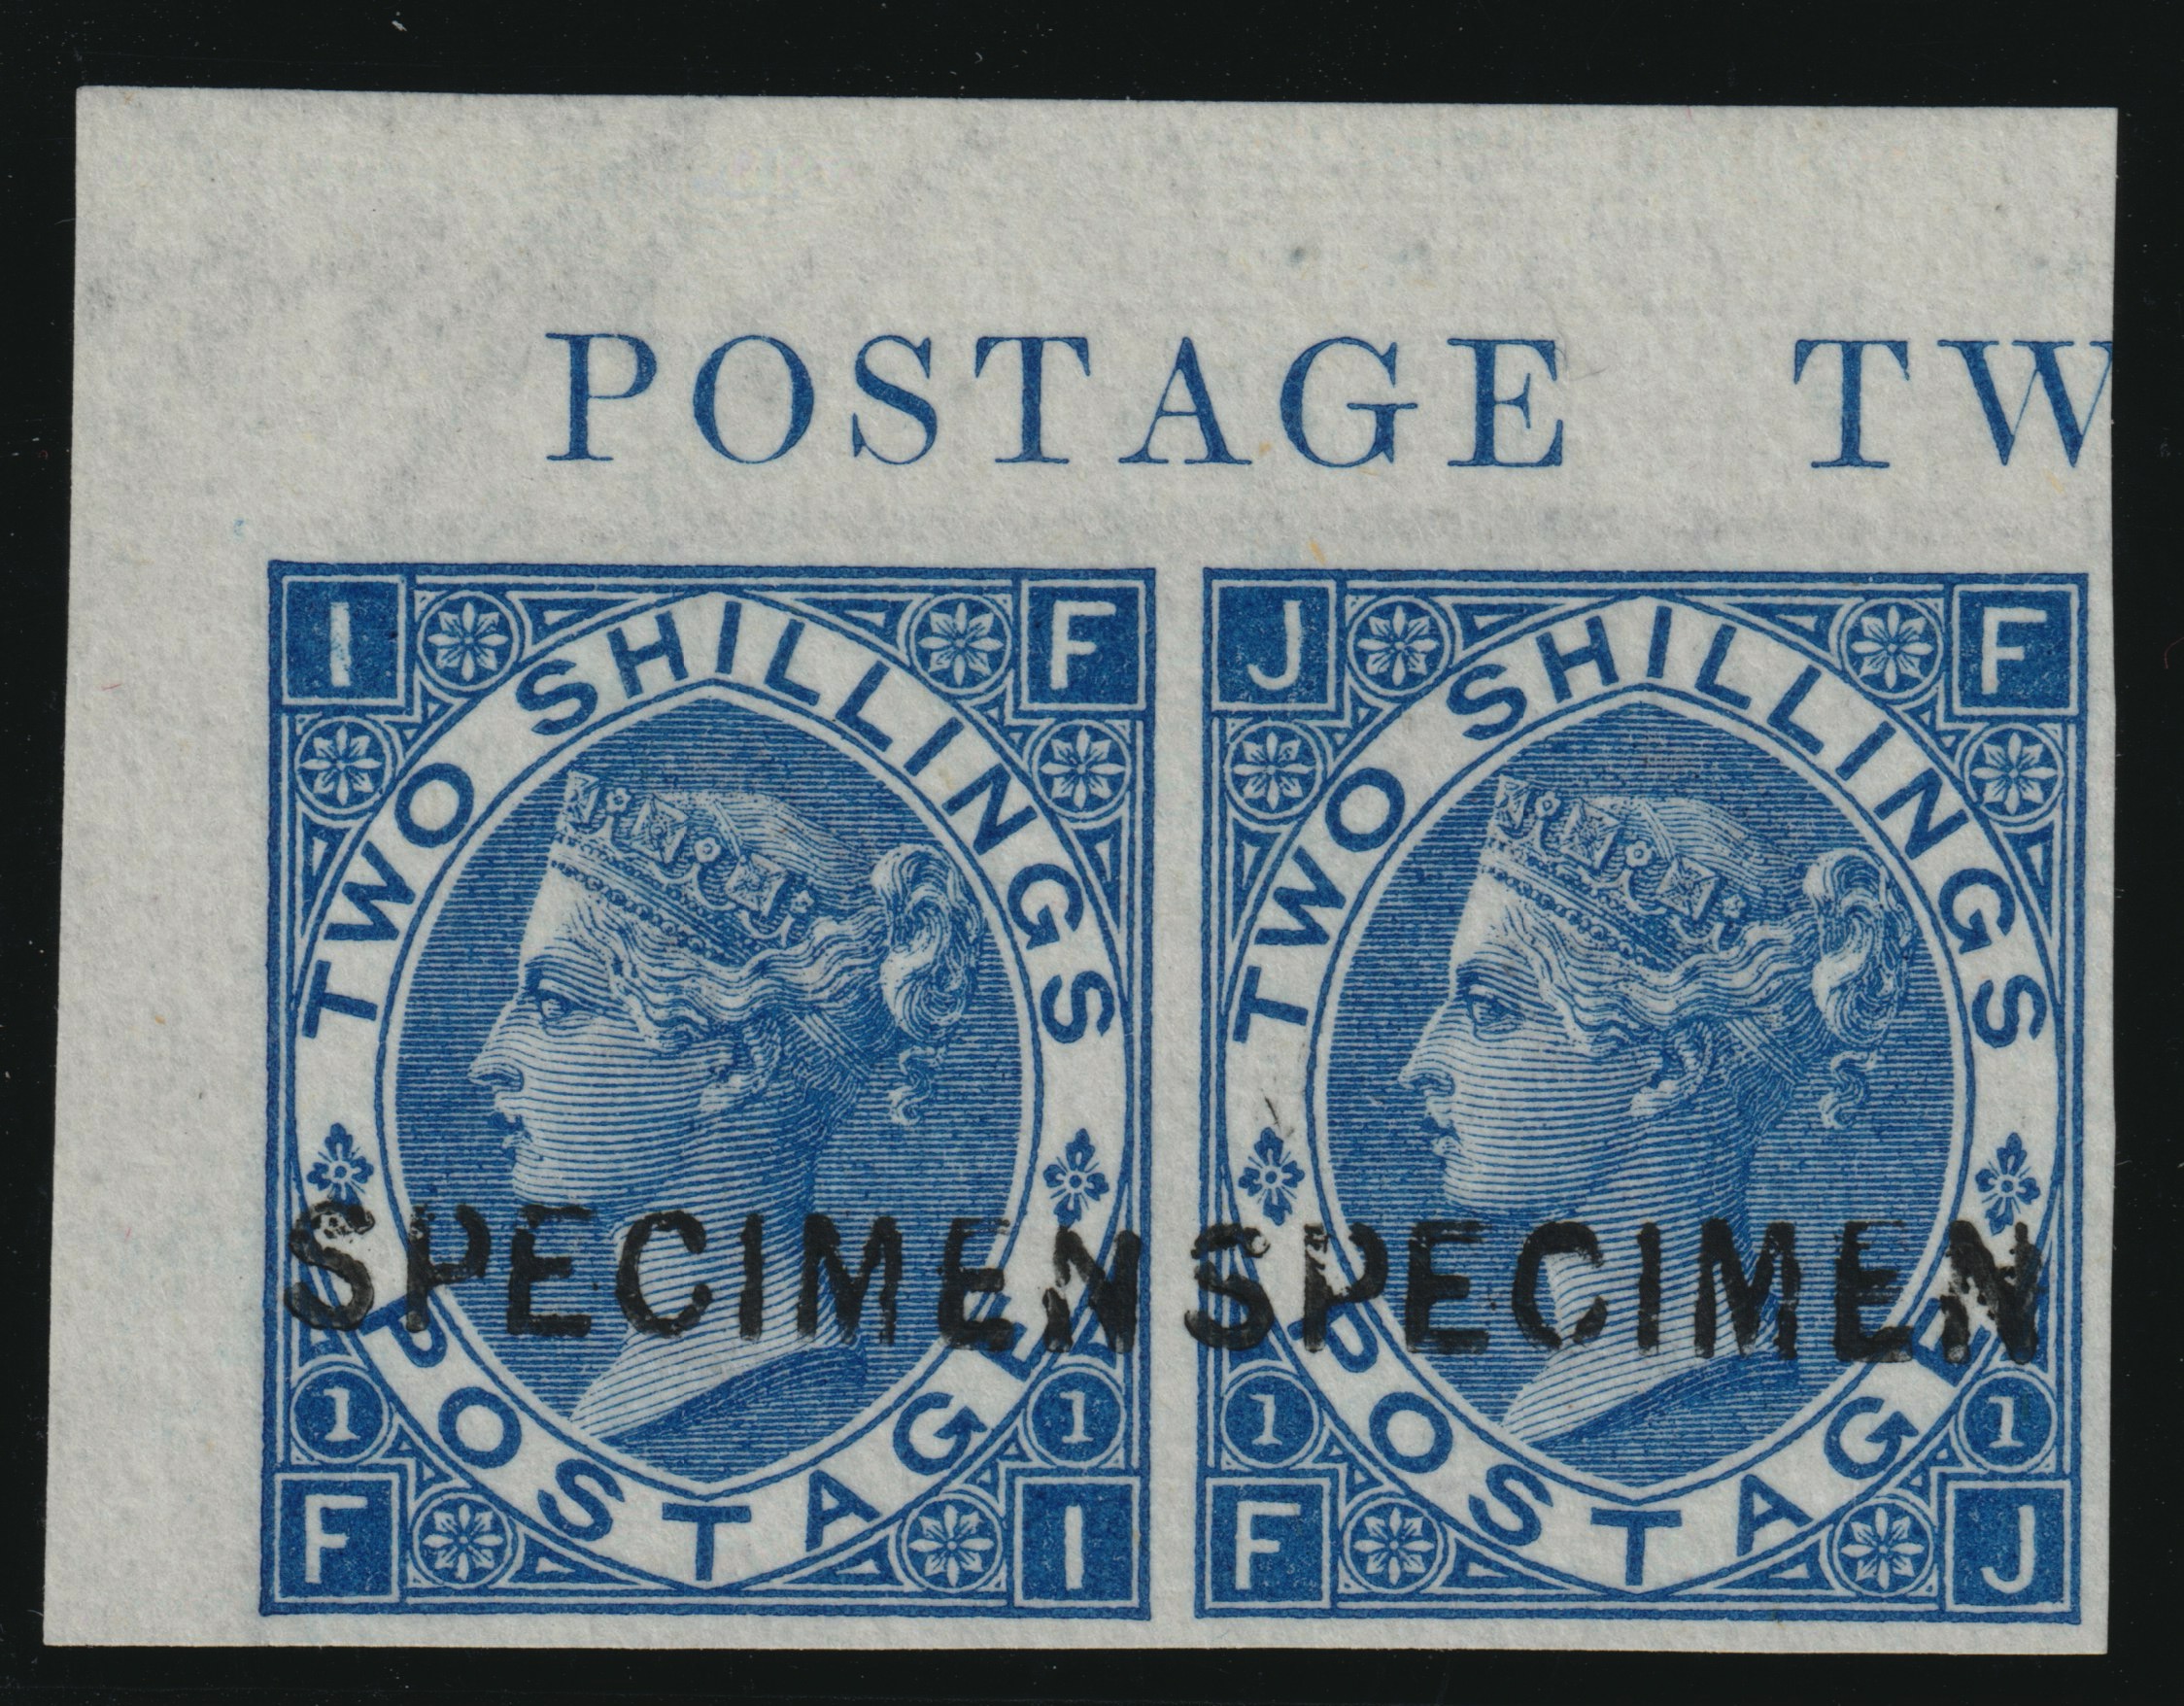 POSTAGE TW
I F
TWO SHILLINGS
SPECIMEN
POSTAGE
1 1
F I
J F
TWO SHILLINGS
SPECIMEN
POSTAGE
1 1
F J